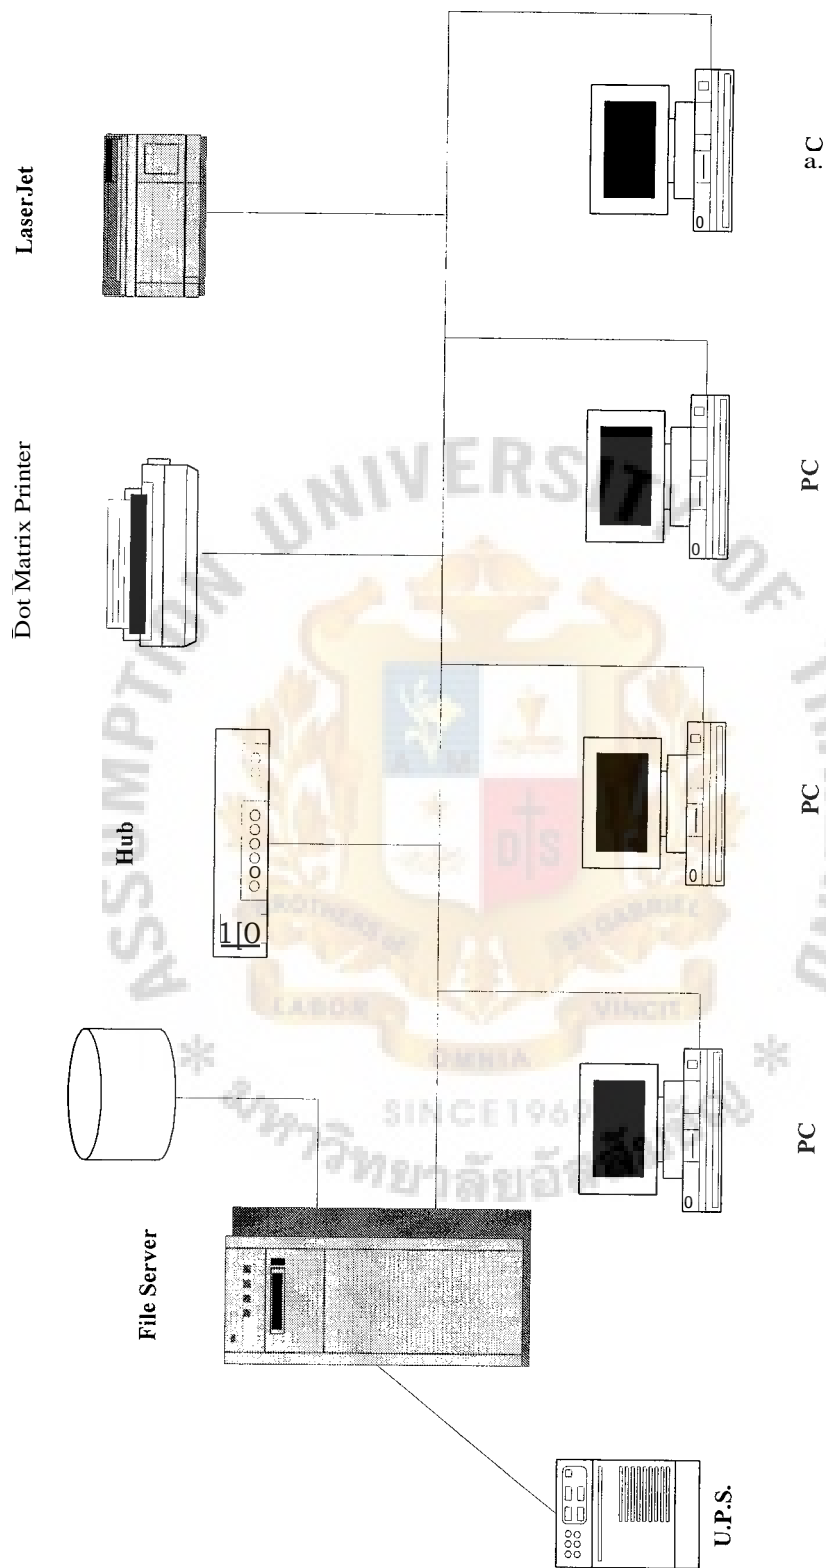 LaserJet
Dot Matrix Printer
Hub
File Server
1[0
PC
PC
PC
a.C
U.P.S.
ASSUMPTION UNIVERSITY OF
A M
D S
BROTHERS of
ST GABRIEL
LABOR
OMNIA
VINCIT
SINCE1969
* *